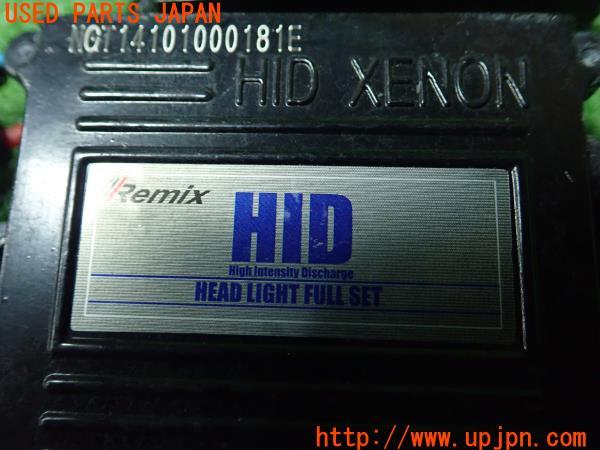 USED PARTS JAPAN
NGT14101000181E
HID XENON
Remix
HID
High Intensity Discharge
HEAD LIGHT FULL SET
http://www.upjpn.com